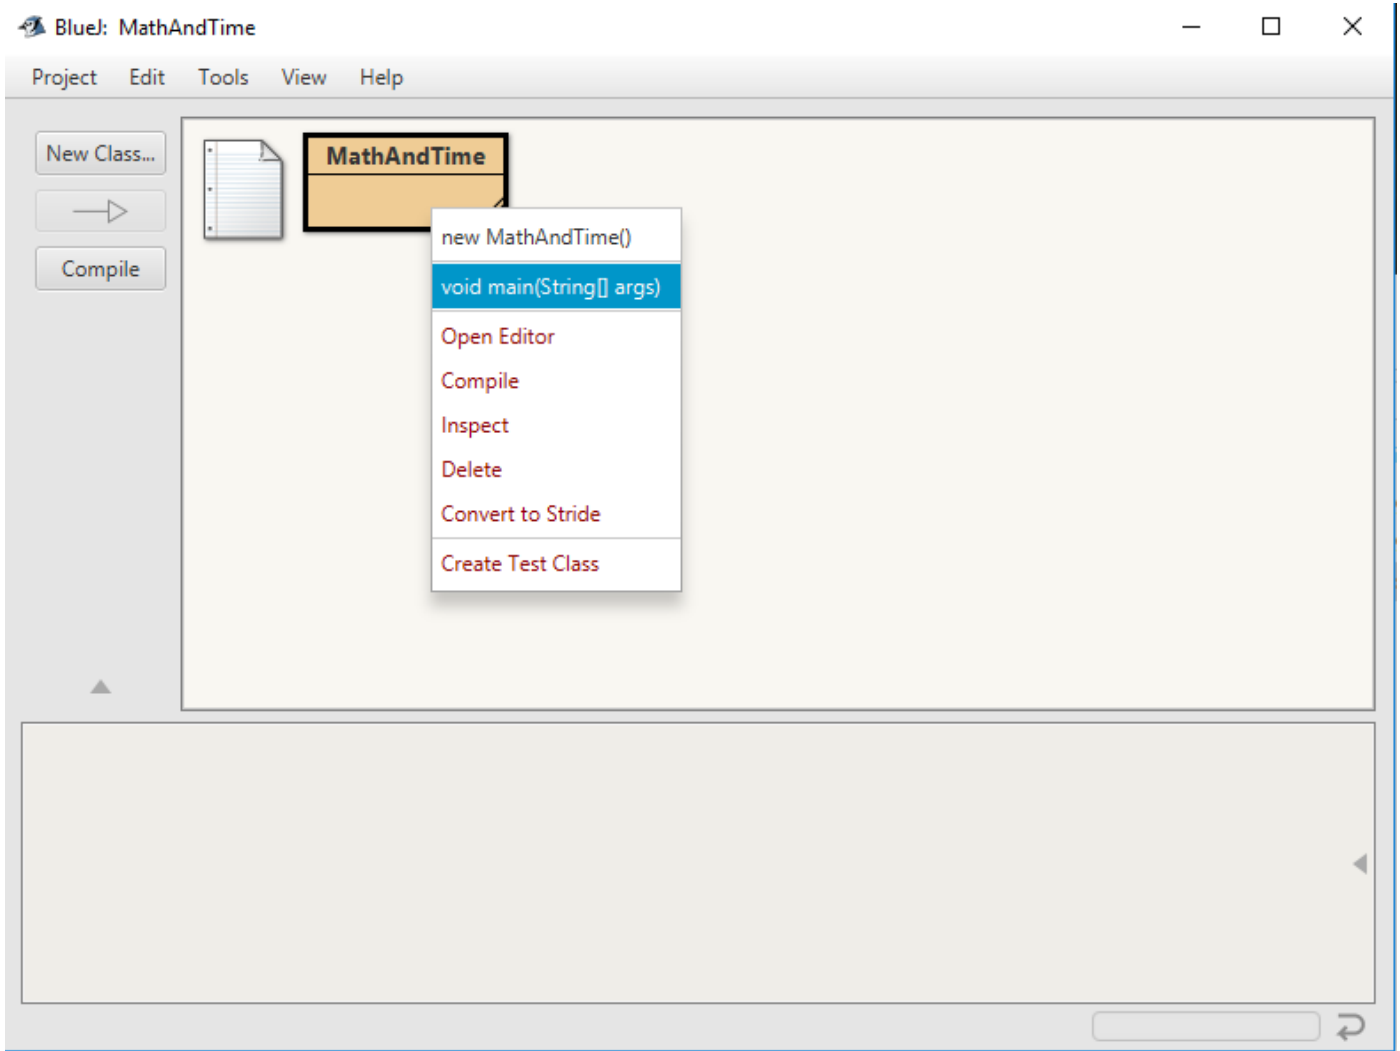 BlueJ: MathAndTime
Project Edit Tools View Help
New Class...
Compile
MathAndTime
new MathAndTime()
void main(String[] args)
Open Editor
Compile
Inspect
Delete
Convert to Stride
Create Test Class